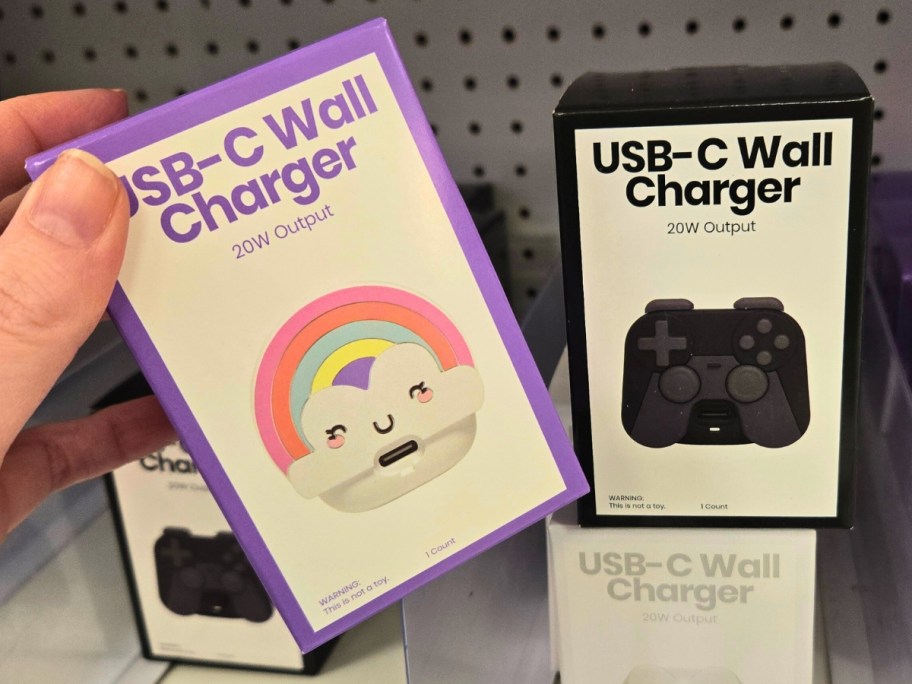 USB-C Wall
Charger
20W Output
WARNING:
This is not a toy.
1 Count
USB-C Wall
Charger
20W Output
WARNING:
This is not a toy.
1 Count
USB-C Wall
Charger
20W Output